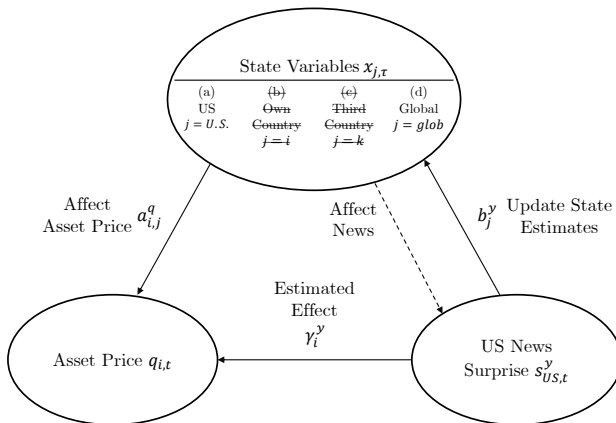 State Variables x_{j,τ}
(a) (b) (c) (d)
US Own Third Global
j = U.S. Country Country j = glob
j = i j = k
Affect
Asset Price a^q_{i,j}
Affect
News
b^y_j Update State
Estimates
Estimated
Effect
γ^y_i
Asset Price q_{i,t}
US News
Surprise s^y_{US,t}